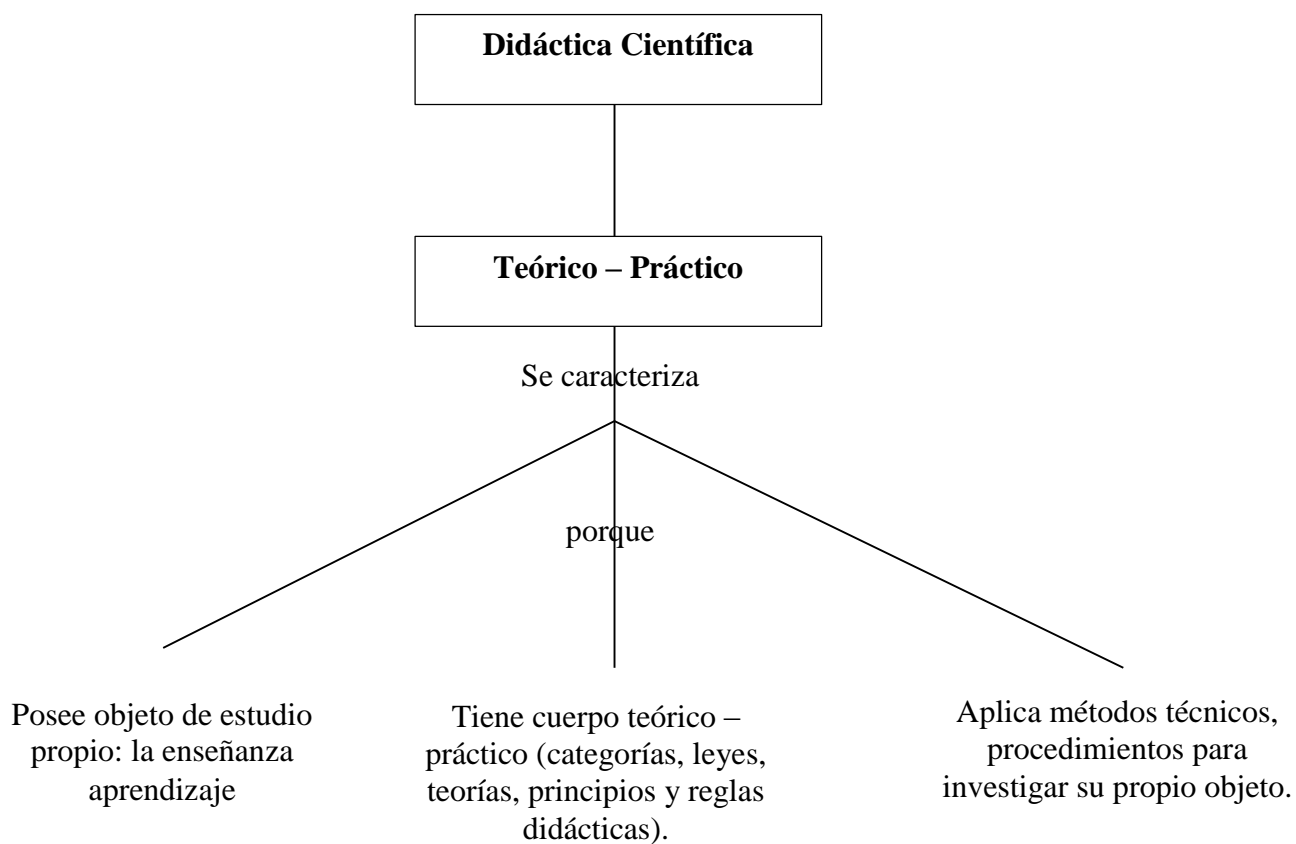 Didáctica Científica
Teórico – Práctico
Se caracteriza
porque
Posee objeto de estudio
propio: la enseñanza
aprendizaje
Tiene cuerpo teórico –
práctico (categorías, leyes,
teorías, principios y reglas
didácticas).
Aplica métodos técnicos,
procedimientos para
investigar su propio objeto.